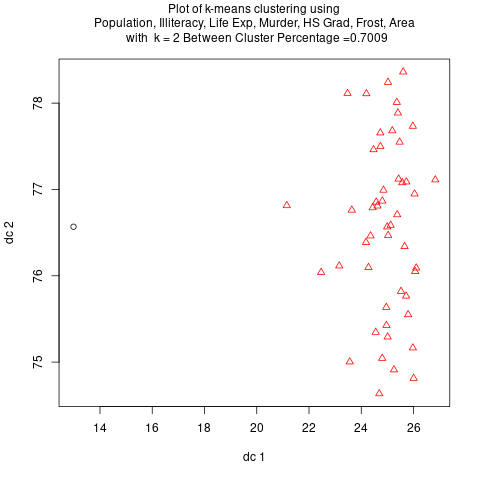 Plot of k-means clustering using
Population, Illiteracy, Life Exp, Murder, HS Grad, Frost, Area
with  k = 2 Between Cluster Percentage =0.7009
dc 2
78
77
76
75
14 16 18 20 22 24 26
dc 1